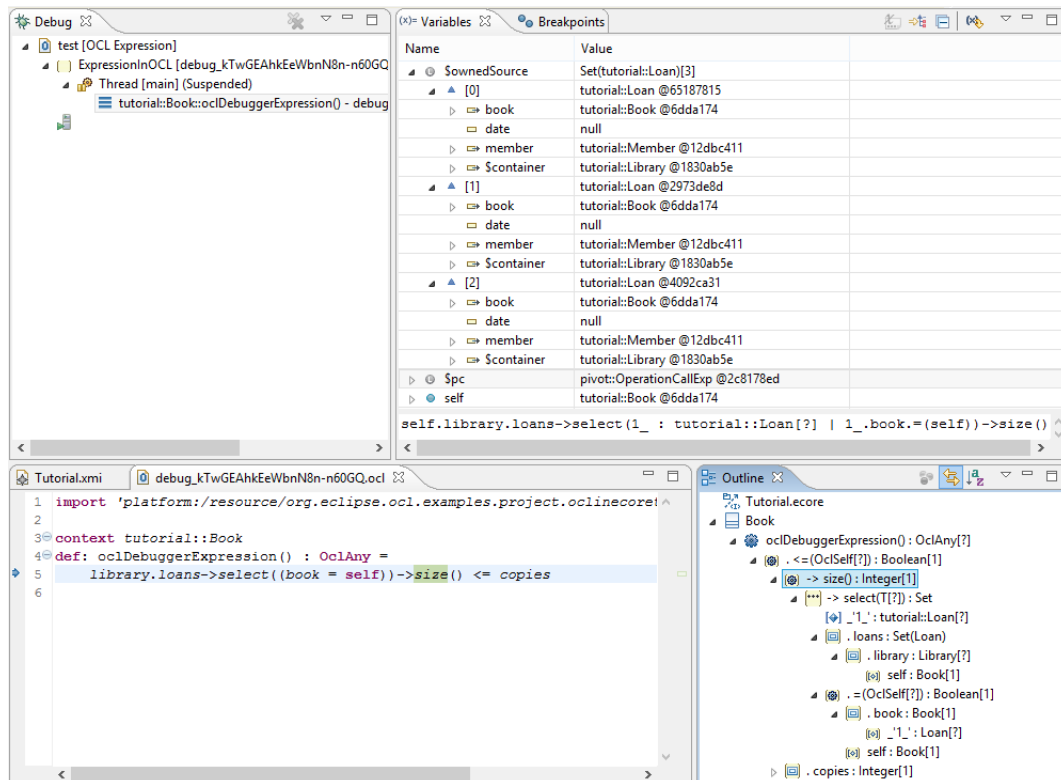 Debug
test [OCL Expression]
ExpressionInOCL [debug_kTwGEAhkEeWbnN8n-n60GQ
Thread [main] (Suspended)
tutorial::Book::oclDebuggerExpression() - debug
(x)= Variables
Breakpoints
Name Value
$ownedSource Set(tutorial::Loan)[3]
[0] tutorial::Loan @65187815
book tutorial::Book @6dda174
date null
member tutorial::Member @12dbc411
$container tutorial::Library @1830ab5e
[1] tutorial::Loan @2973de8d
book tutorial::Book @6dda174
date null
member tutorial::Member @12dbc411
$container tutorial::Library @1830ab5e
[2] tutorial::Loan @4092ca31
book tutorial::Book @6dda174
date null
member tutorial::Member @12dbc411
$container tutorial::Library @1830ab5e
$pc pivot::OperationCallExp @2c8178ed
self tutorial::Book @6dda174
self.library.loans->select(1_ : tutorial::Loan[?] | 1_.book.=(self))->size()
Tutorial.xmi
debug_kTwGEAhkEeWbnN8n-n60GQ.ocl
1 import 'platform:/resource/org.eclipse.ocl.examples.project.oclinecoret
2
3 context tutorial::Book
4 def: oclDebuggerExpression() : OclAny =
5 library.loans->select((book = self))->size() <= copies
6
Outline
Tutorial.ecore
Book
oclDebuggerExpression() : OclAny[?]
. <=(OclSelf[?]) : Boolean[1]
-> size() : Integer[1]
-> select(T[?]) : Set
_'1_' : tutorial::Loan[?]
. loans : Set(Loan)
. library : Library[?]
self : Book[1]
. =(OclSelf[?]) : Boolean[1]
. book : Book[1]
_'1_' : Loan[?]
self : Book[1]
. copies : Integer[1]